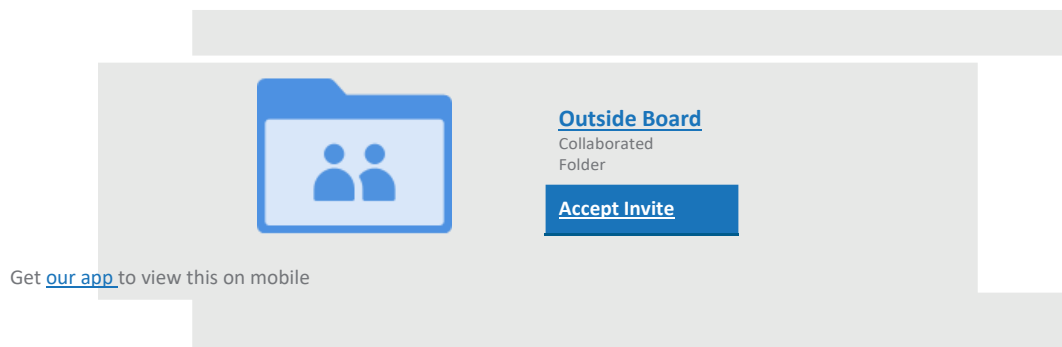 Outside Board
Collaborated
Folder
Accept Invite
Get our app to view this on mobile